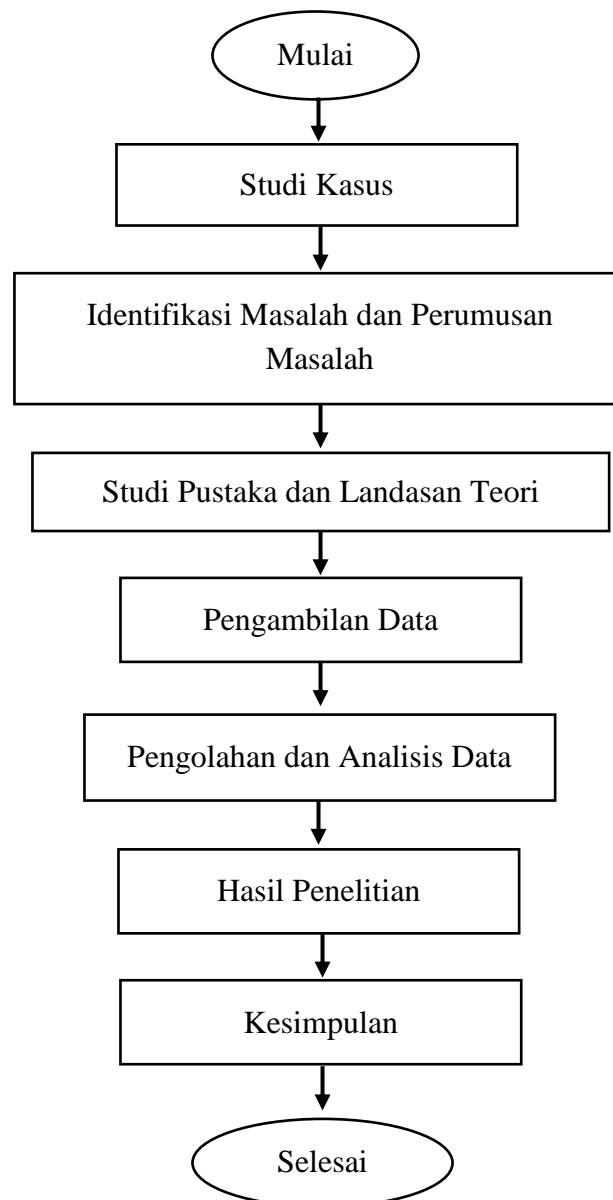 Mulai
Studi Kasus
Identifikasi Masalah dan Perumusan
Masalah
Studi Pustaka dan Landasan Teori
Pengambilan Data
Pengolahan dan Analisis Data
Hasil Penelitian
Kesimpulan
Selesai